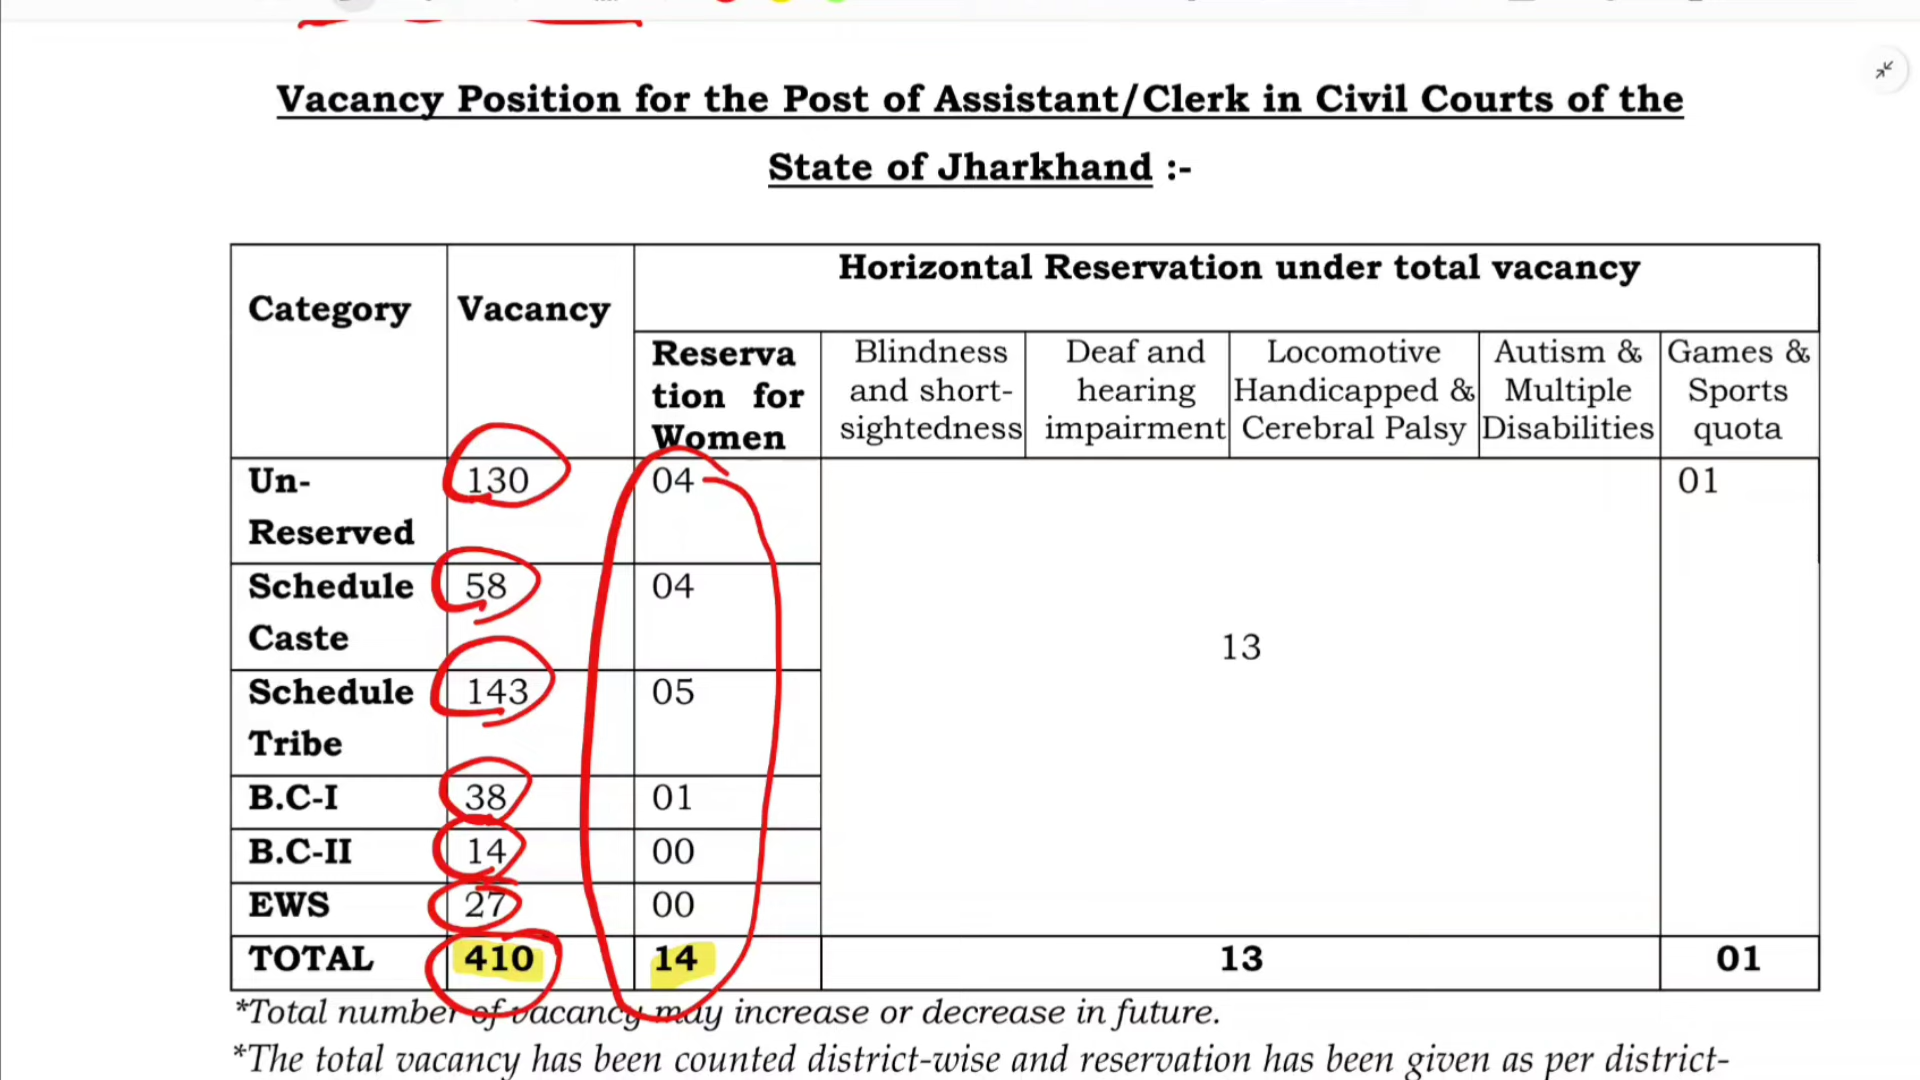 Vacancy Position for the Post of Assistant/Clerk in Civil Courts of the
State of Jharkhand :-
Category
Vacancy
Horizontal Reservation under total vacancy
Reserva
tion for
Women
Blindness
and short-
sightedness
Deaf and
hearing
impairment
Locomotive
Handicapped &
Cerebral Palsy
Autism &
Multiple
Disabilities
Games &
Sports
quota
Un-
Reserved
130
04
01
Schedule
Caste
58
04
13
Schedule
Tribe
143
05
B.C-I
38
01
B.C-II
14
00
EWS
27
00
TOTAL
410
14
13
01
*Total number of vacancy may increase or decrease in future.
*The total vacancy has been counted district-wise and reservation has been given as per district-